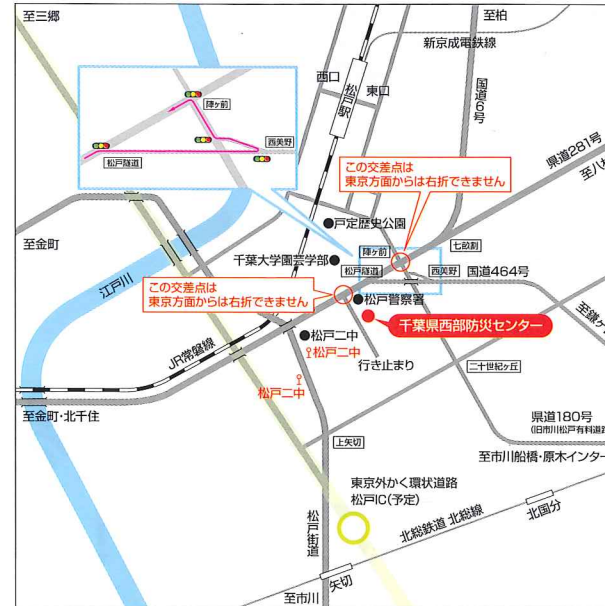 至三郷
至柏
新京成電鉄線
西口
東口
松戸駅
国道6号
陣ヶ前
西美野
松戸隧道
県道281号
至八柱
この交差点は
東京方面からは右折できません
戸定歴史公園
至金町
千葉大学園芸学部
陣ヶ前
七畝割
松戸隧道
西美野
国道464号
江戸川
この交差点は
東京方面からは右折できません
松戸警察署
至鎌ヶ
千葉県西部防災センター
松戸二中
松戸二中
JR常磐線
行き止まり
二十世紀ヶ丘
松戸二中
至金町・北千住
県道180号
(旧市川松戸有料道路
上矢切
至市川船橋・原木インター
東京外かく環状道路
松戸IC(予定)
松戸街道
北総鉄道 北総線
北国分
矢切
至市川